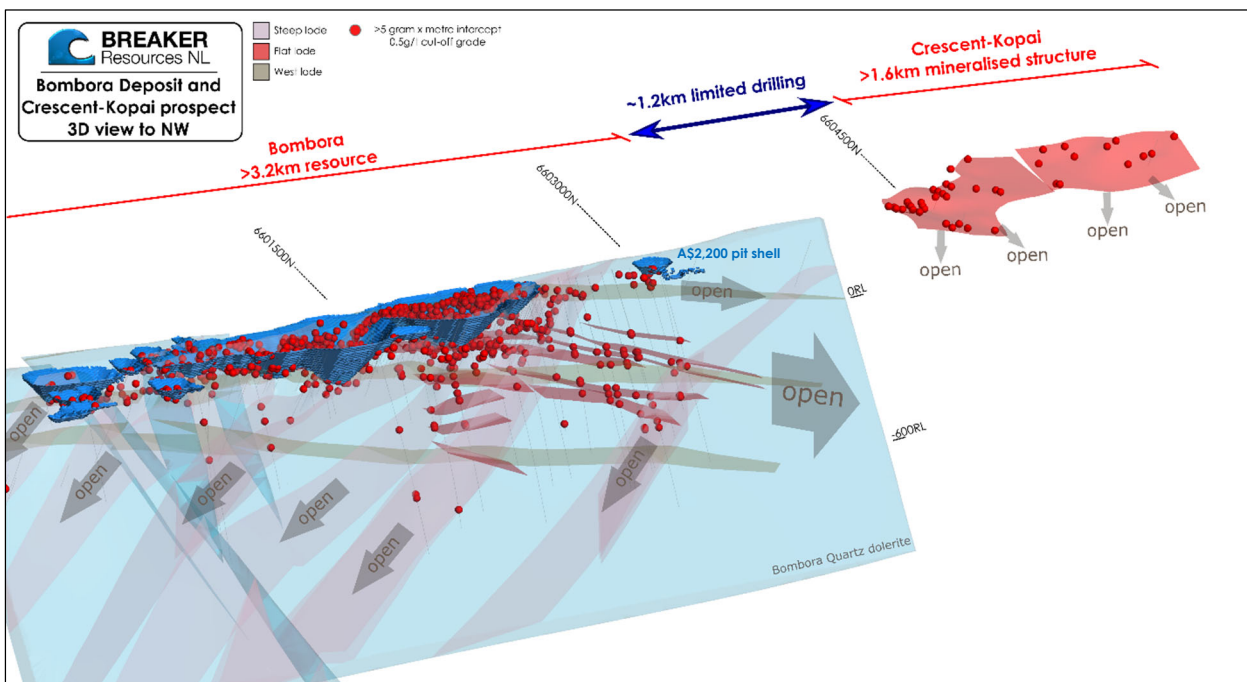 BREAKER
Resources NL
Bombora Deposit and
Crescent-Kopai prospect
3D view to NW
Steep lode
Flat lode
West lode
>5 gram x metre intercept
0.5g/t cut-off grade
Bombora
>3.2km resource
~1.2km limited drilling
Crescent-Kopai
>1.6km mineralised structure
6601500N
6603000N
6604500N
A$2,200 pit shell
open
open
open
open
open
0RL
open
-600RL
open
open
open
open
open
open
Bombora Quartz dolerite